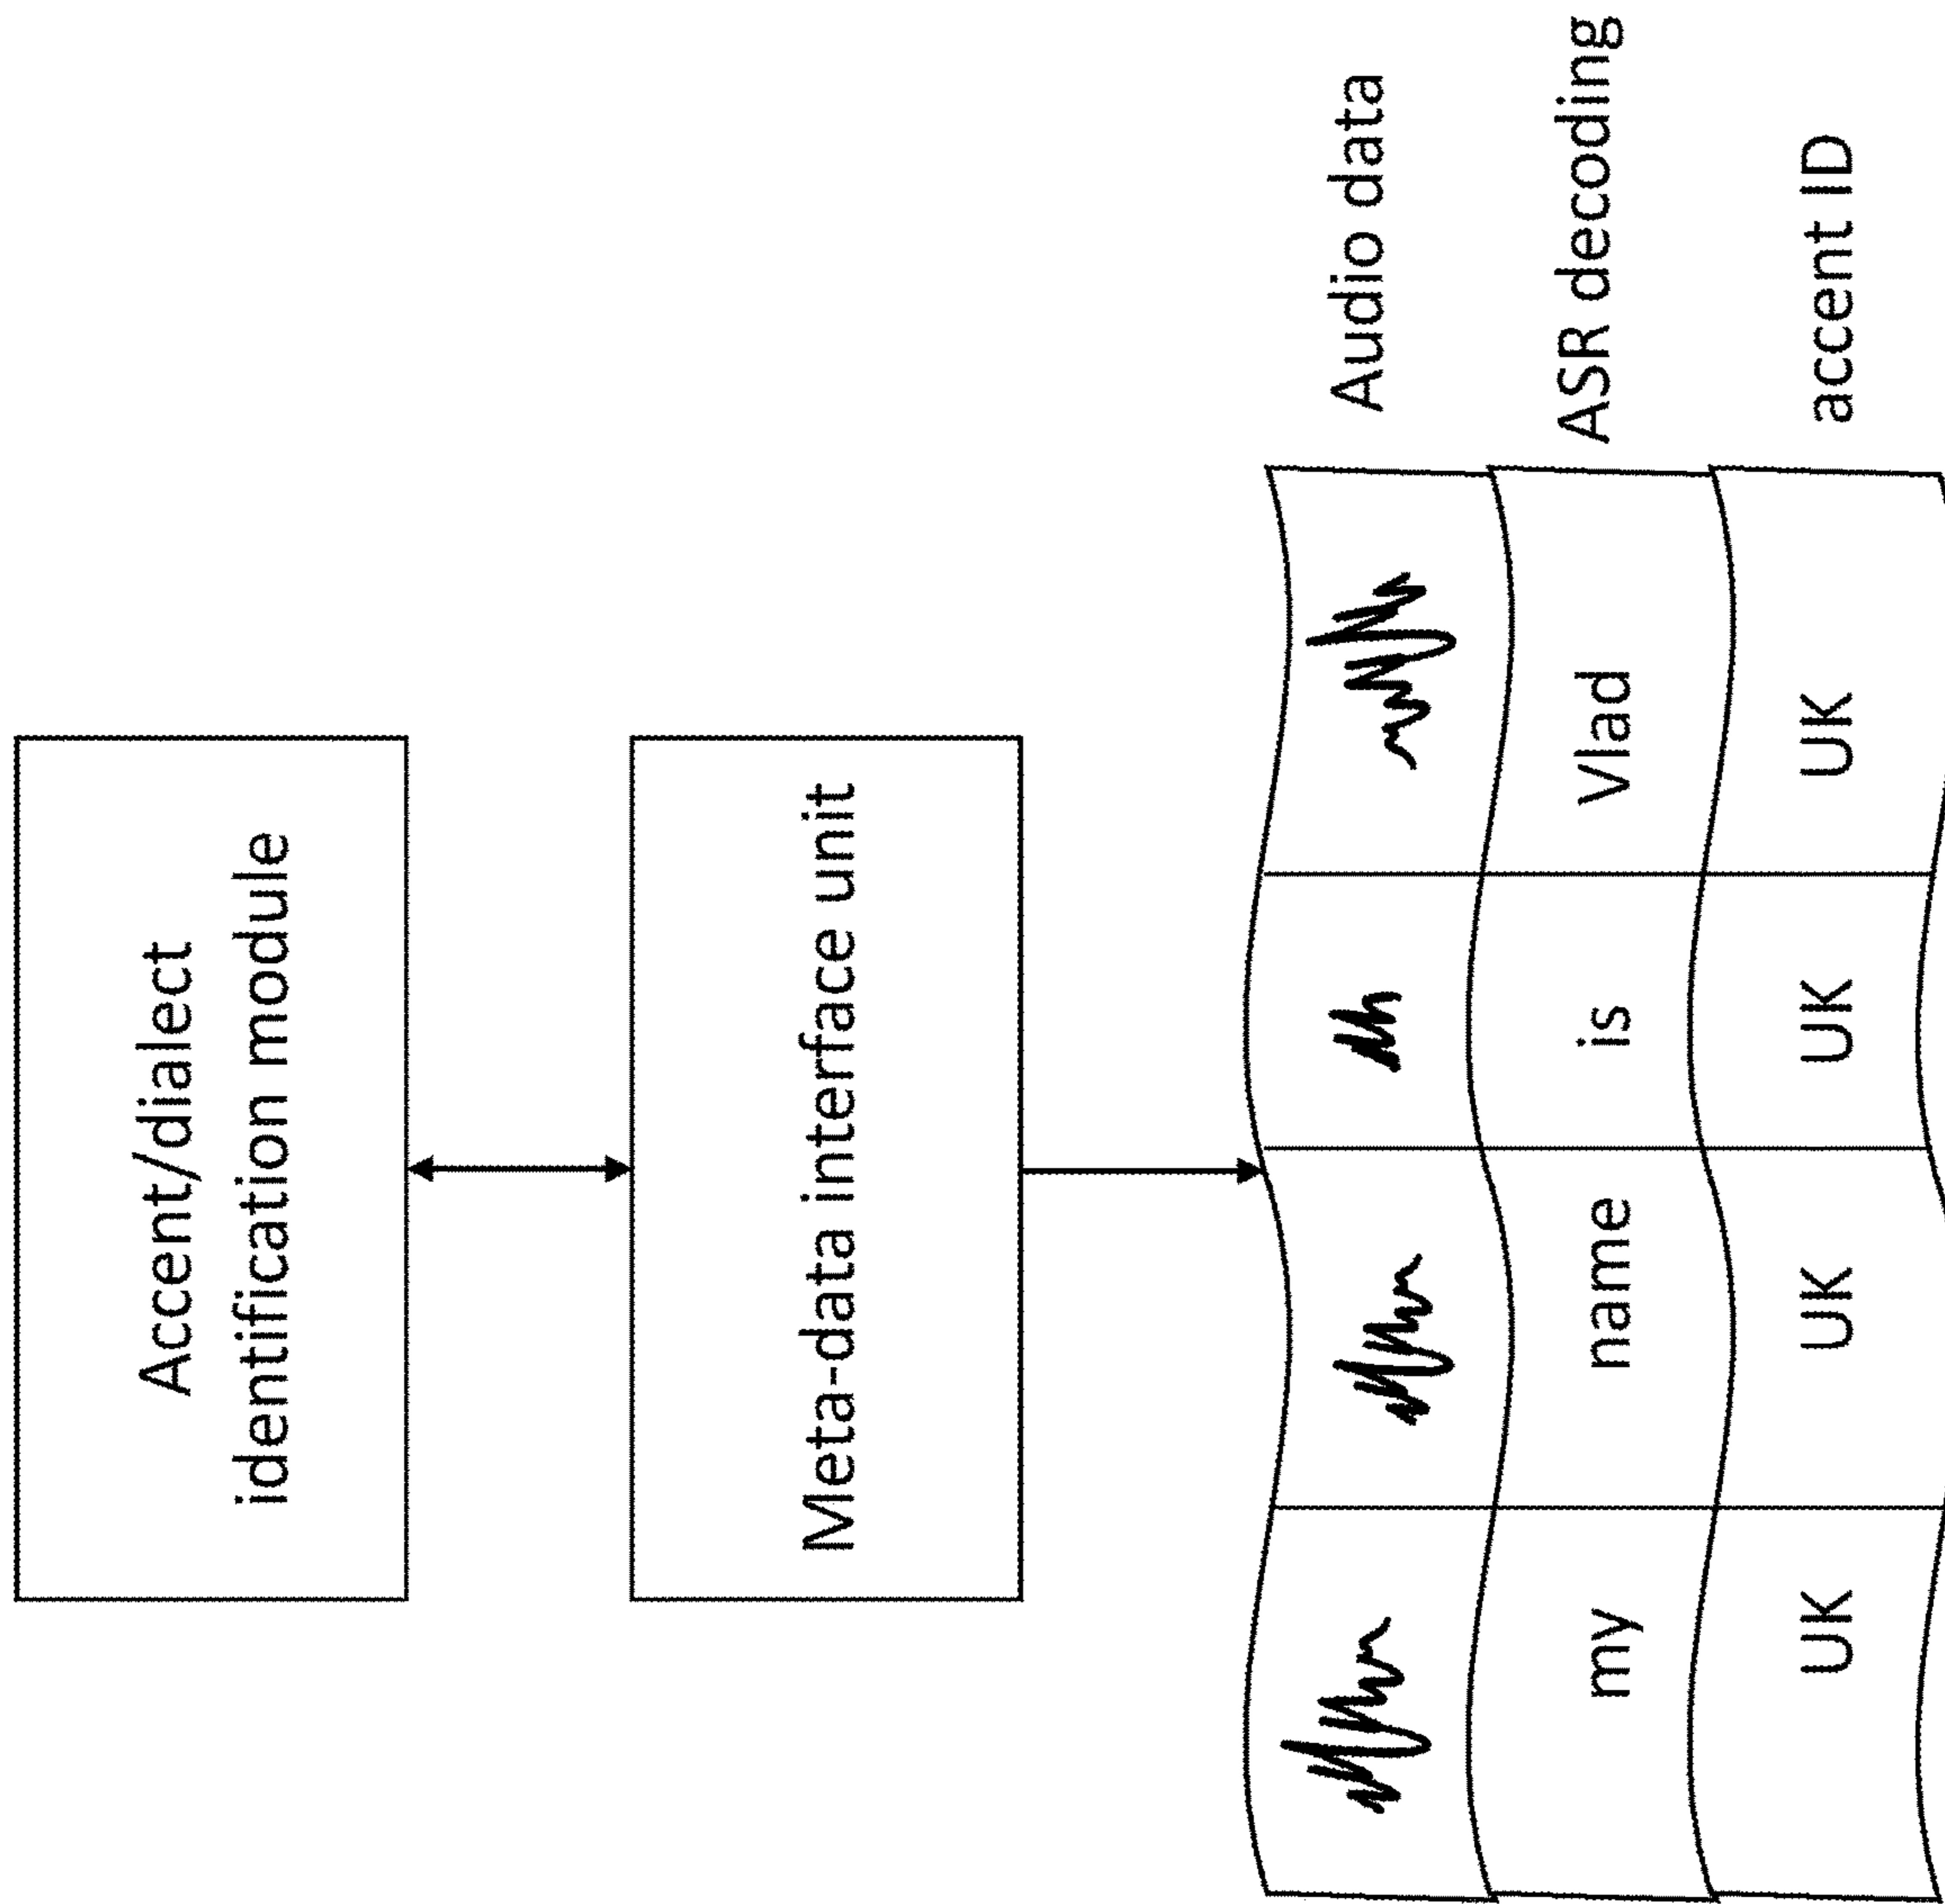 Accent/dialect
identification module
Meta-data interface unit
Audio data
my name is Vlad ASR decoding
UK UK UK UK accent ID